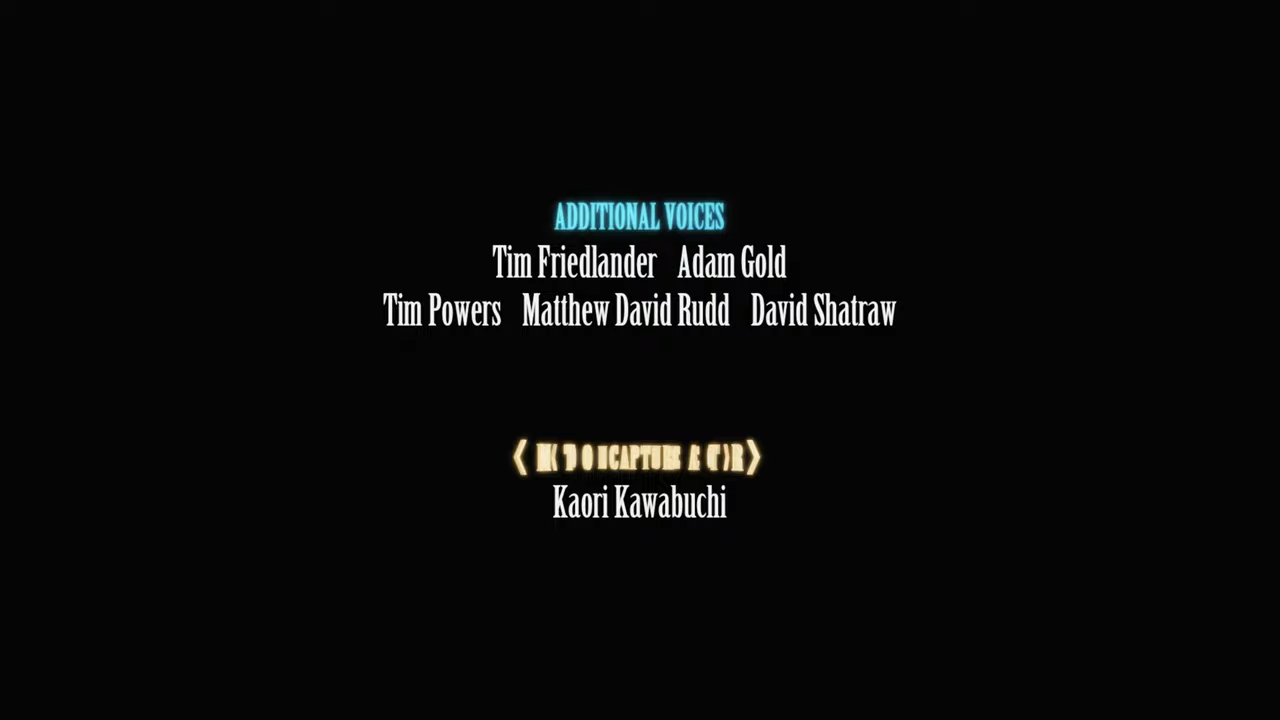 ADDITIONAL VOICES
Tim Friedlander Adam Gold
Tim Powers Matthew David Rudd David Shatraw
Kaori Kawabuchi